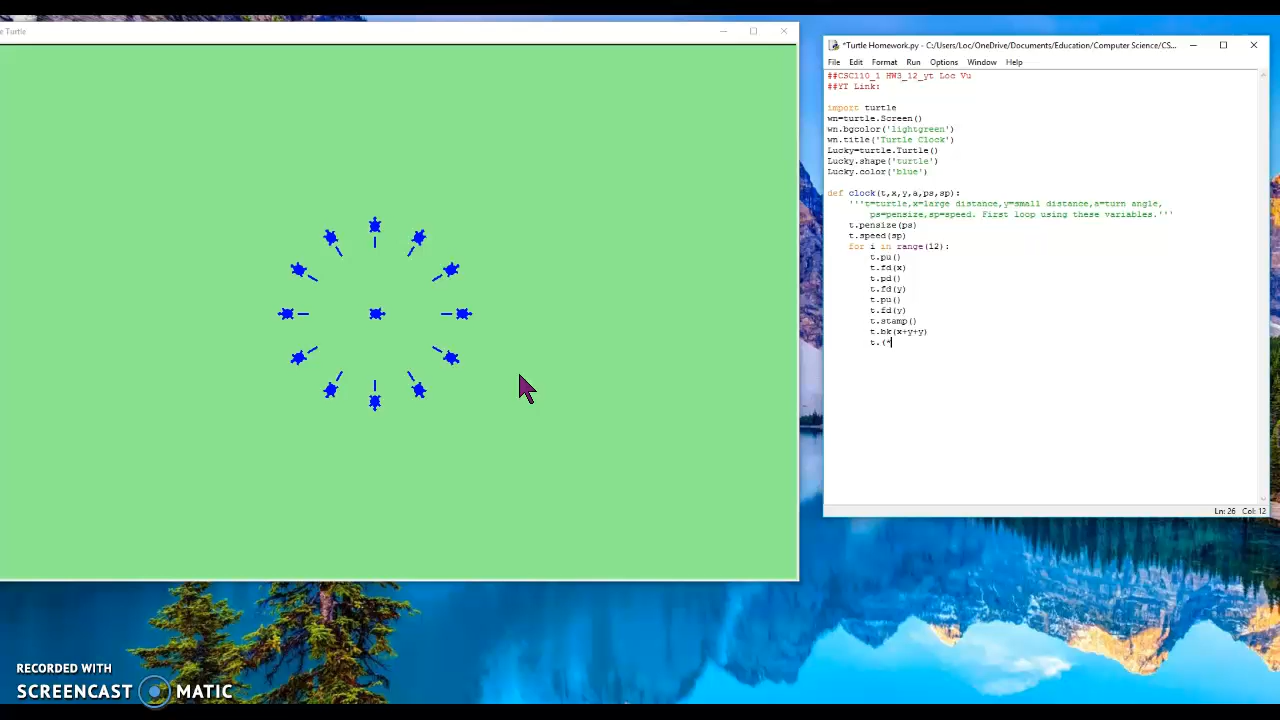 e Turtle
*Turtle Homework.py - C:/Users/Loc/OneDrive/Documents/Education/Computer Science/CS...
File Edit Format Run Options Window Help
##CSC110_1 HW3_12_yt Loc Vu
##YT Link:
import turtle
wn=turtle.Screen()
wn.bgcolor('lightgreen')
wn.title('Turtle Clock')
Lucky=turtle.Turtle()
Lucky.shape('turtle')
Lucky.color('blue')
def clock(t,x,y,a,ps,sp):
'''t=turtle,x=large distance,y=small distance,a=turn angle,
ps=pensize,sp=speed. First loop using these variables.'''
t.pensize(ps)
t.speed(sp)
for i in range(12):
t.pu()
t.fd(x)
t.pd()
t.fd(y)
t.pu()
t.fd(y)
t.stamp()
t.bk(x+y+y)
t.(*
Ln: 26 Col: 12
RECORDED WITH
SCREENCAST MATIC